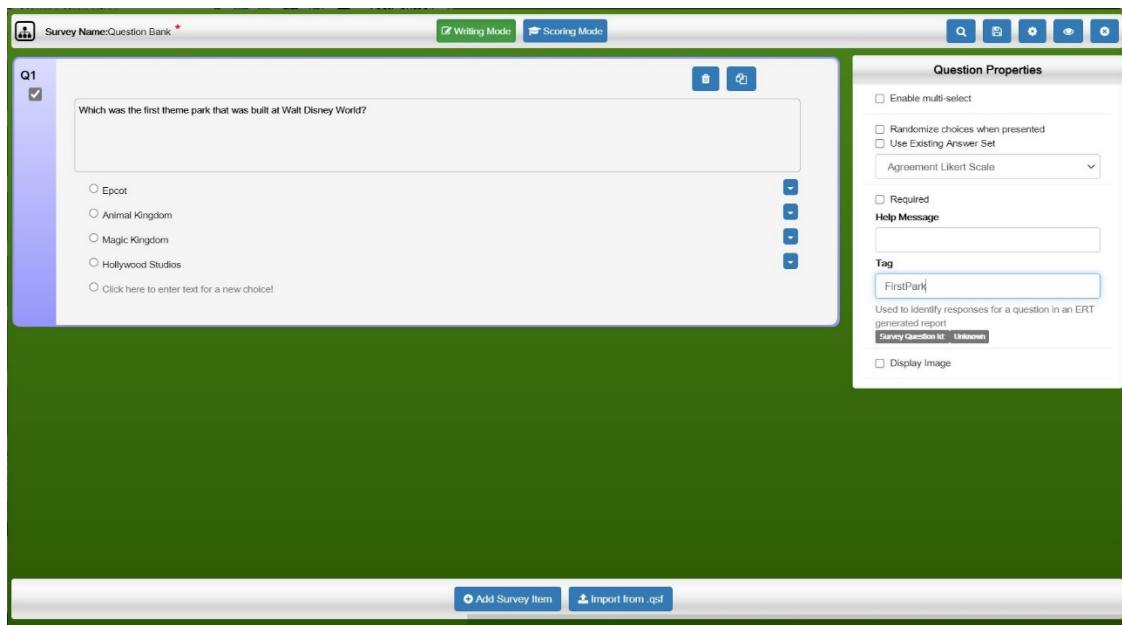 Survey Name:Question Bank *
Writing Mode
Scoring Mode
Q1
Which was the first theme park that was built at Walt Disney World?
Epcot
Animal Kingdom
Magic Kingdom
Hollywood Studios
Click here to enter text for a new choice!
Question Properties
Enable multi-select
Randomize choices when presented
Use Existing Answer Set
Agreement Likert Scale
Required
Help Message
Tag
FirstPark
Used to identify responses for a question in an ERT
generated report
Survey Question Id: Unknown
Display Image
Add Survey Item
Import from .qsf